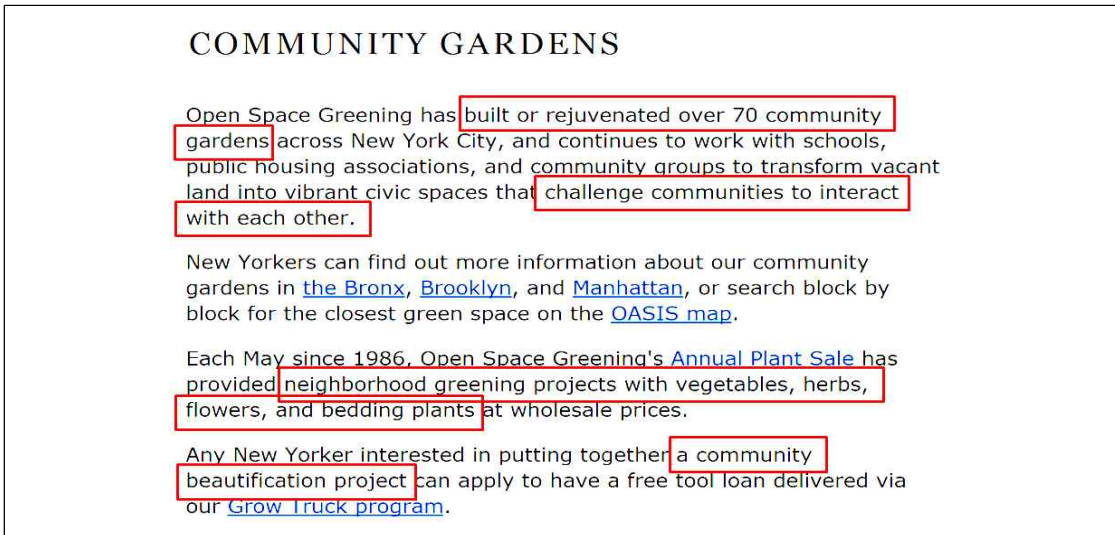 COMMUNITY GARDENS
Open Space Greening has built or rejuvenated over 70 community
gardens across New York City, and continues to work with schools,
public housing associations, and community groups to transform vacant
land into vibrant civic spaces that challenge communities to interact
with each other.
New Yorkers can find out more information about our community
gardens in the Bronx, Brooklyn, and Manhattan, or search block by
block for the closest green space on the OASIS map.
Each May since 1986, Open Space Greening's Annual Plant Sale has
provided neighborhood greening projects with vegetables, herbs,
flowers, and bedding plants at wholesale prices.
Any New Yorker interested in putting together a community
beautification project can apply to have a free tool loan delivered via
our Grow Truck program.